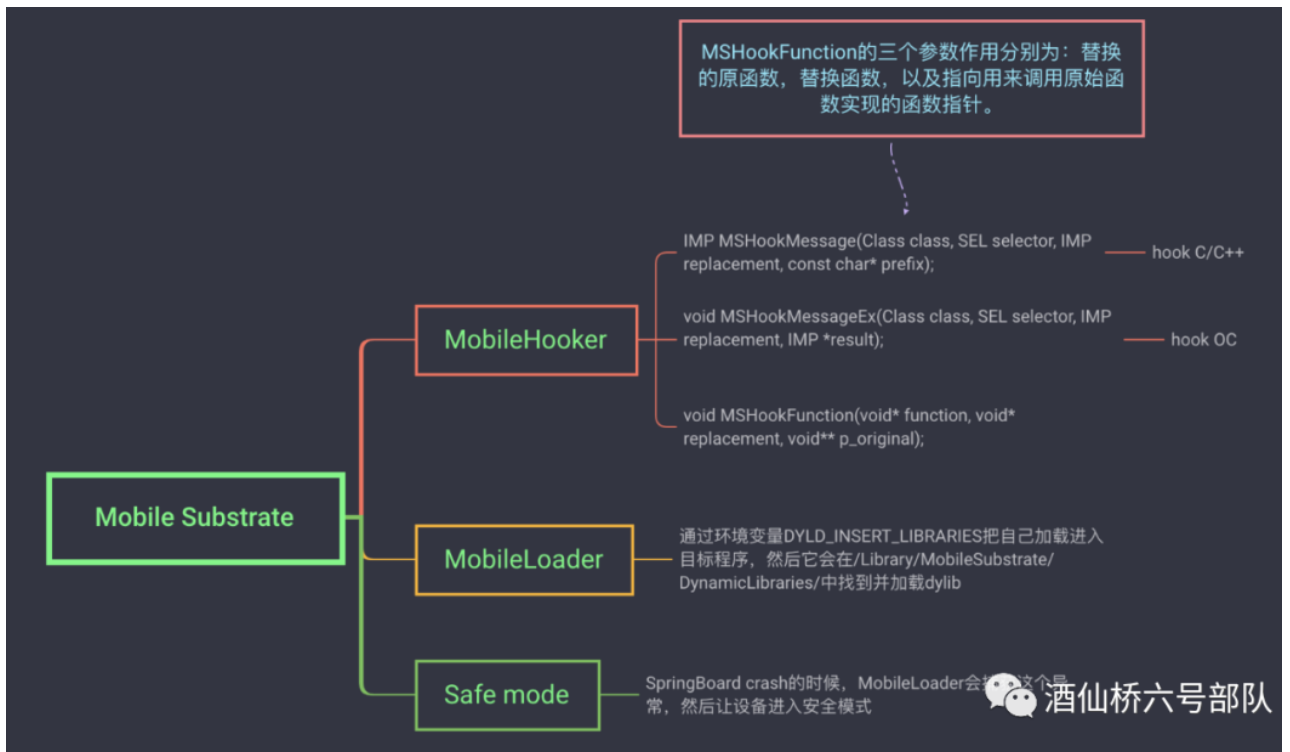 MSHookFunction的三个参数作用分别为：替换
的原函数，替换函数，以及指向用来调用原始函
数实现的函数指针。
IMP MSHookMessage(Class class, SEL selector, IMP
replacement, const char* prefix);
hook C/C++
void MSHookMessageEx(Class class, SEL selector, IMP
replacement, IMP *result);
hook OC
MobileHooker
void MSHookFunction(void* function, void*
replacement, void** p_original);
Mobile Substrate
MobileLoader
通过环境变量DYLD_INSERT_LIBRARIES把自己加载进入
目标程序，然后它会在/Library/MobileSubstrate/
DynamicLibraries/中找到并加载dylib
Safe mode
SpringBoard crash的时候，MobileLoader会 这个异
常，然后让设备进入安全模式
酒仙桥六号部队